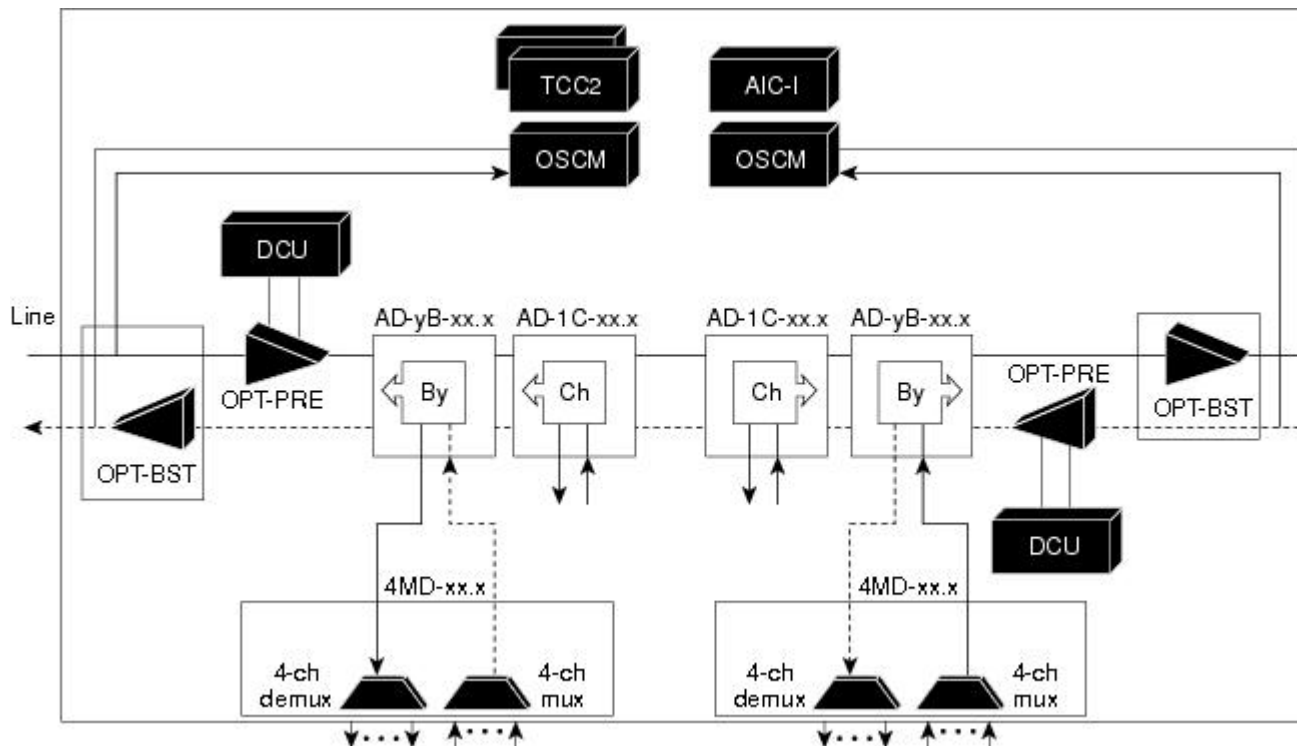 TCC2
AIC-I
OSCM
OSCM
DCU
Line
AD-yB-xx.x
AD-1C-xx.x
AD-1C-xx.x
AD-yB-xx.x
By
Ch
Ch
By
OPT-PRE
OPT-PRE
OPT-BST
OPT-BST
DCU
4MD-xx.x
4MD-xx.x
4-ch
demux
4-ch
mux
4-ch
demux
4-ch
mux